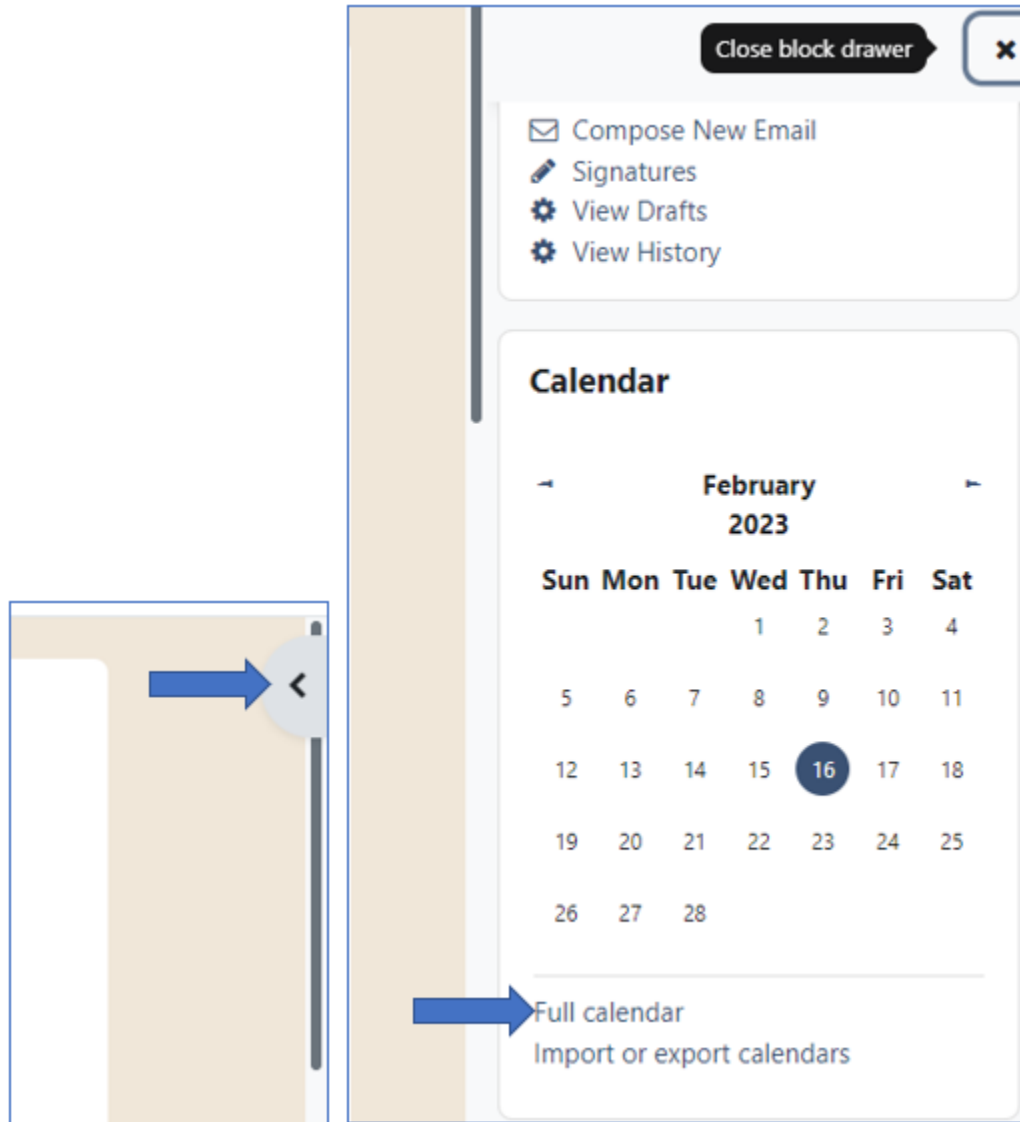 Close block drawer
Compose New Email
Signatures
View Drafts
View History
Calendar
February
2023
Sun Mon Tue Wed Thu Fri Sat
1 2 3 4
5 6 7 8 9 10 11
12 13 14 15 16 17 18
19 20 21 22 23 24 25
26 27 28
Full calendar
Import or export calendars